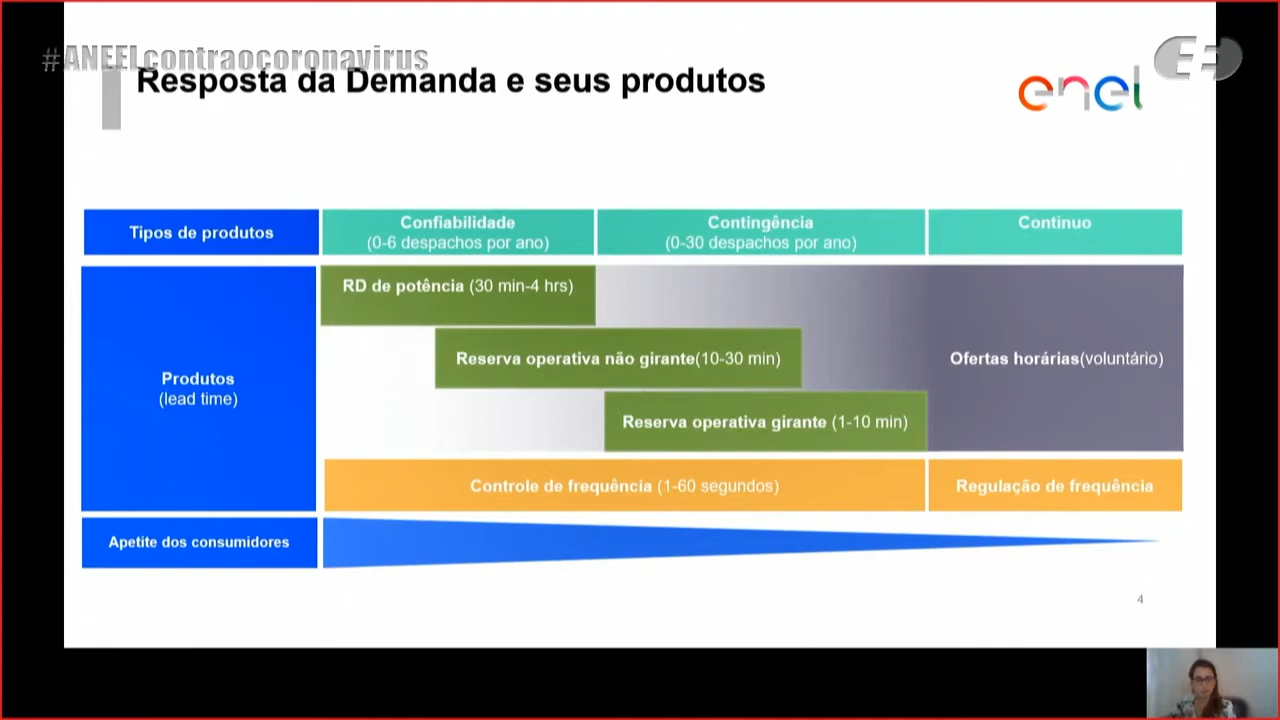 #ANEELcontraocoronavirus
Resposta da Demanda e seus produtos
enel
Tipos de produtos
Confiabilidade
(0-6 despachos por ano)
Contingência
(0-30 despachos por ano)
Contínuo
RD de potência (30 min-4 hrs)
Reserva operativa não girante(10-30 min)
Ofertas horárias(voluntário)
Produtos
(lead time)
Reserva operativa girante (1-10 min)
Controle de frequência (1-60 segundos)
Regulação de frequência
Apetite dos consumidores
4